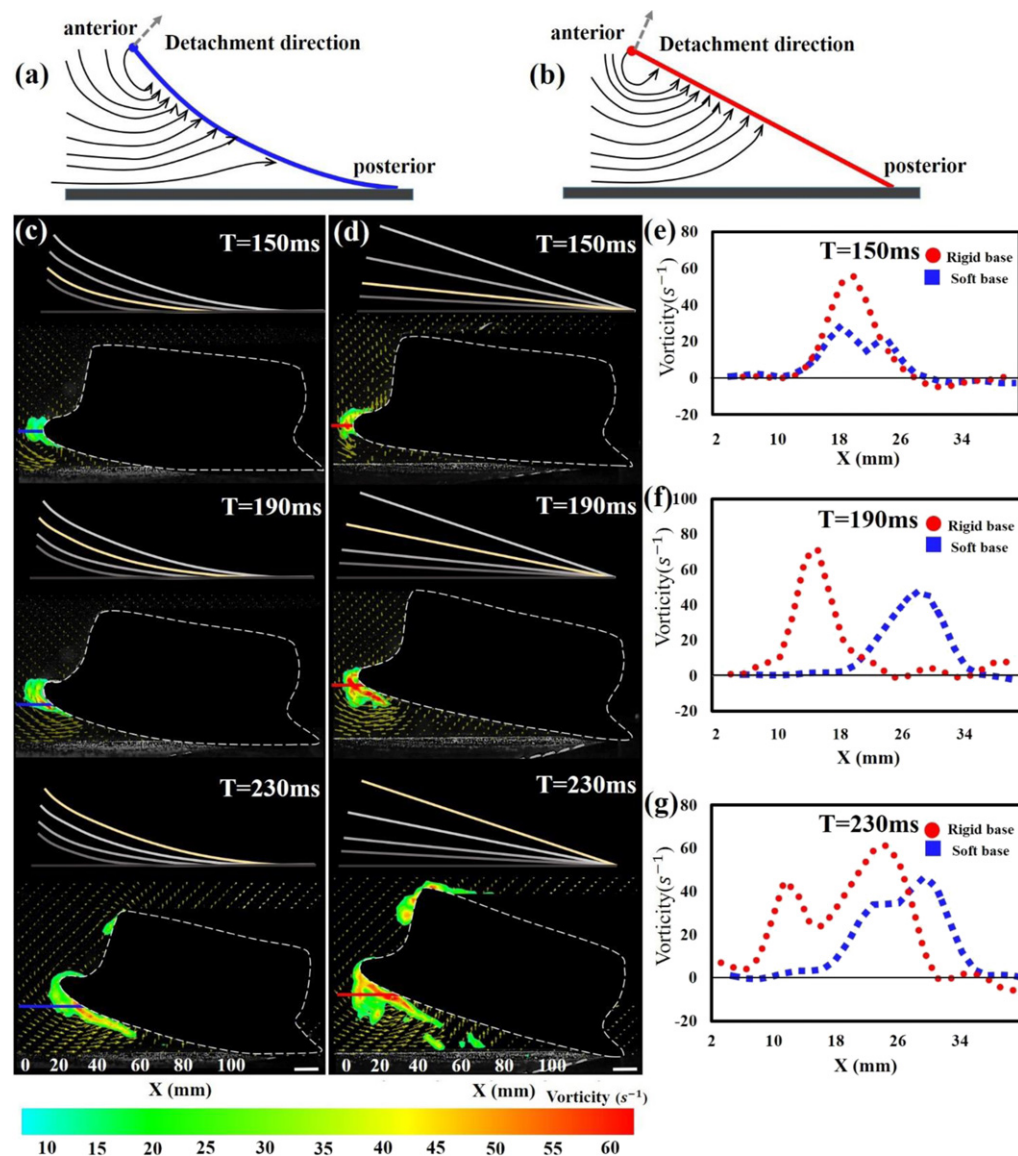 anterior
Detachment direction
(a)
posterior
anterior
Detachment direction
(b)
posterior
(c)
T=150ms
T=190ms
T=230ms
0 20 40 60 80 100
X (mm)
(d)
T=150ms
T=190ms
T=230ms
0 20 40 60 80 100
X (mm)
(e)
T=150ms
Rigid base
Soft base
Vorticity(s⁻¹)
80
60
40
20
0
-20
2 10 18 26 34
X (mm)
(f)
T=190ms
Rigid base
Soft base
Vorticity(s⁻¹)
100
80
60
40
20
0
-20
2 10 18 26 34
X (mm)
(g)
T=230ms
Rigid base
Soft base
Vorticity(s⁻¹)
80
60
40
20
0
-20
2 10 18 26 34
X (mm)
Vorticity (s⁻¹)
10 15 20 25 30 35 40 45 50 55 60